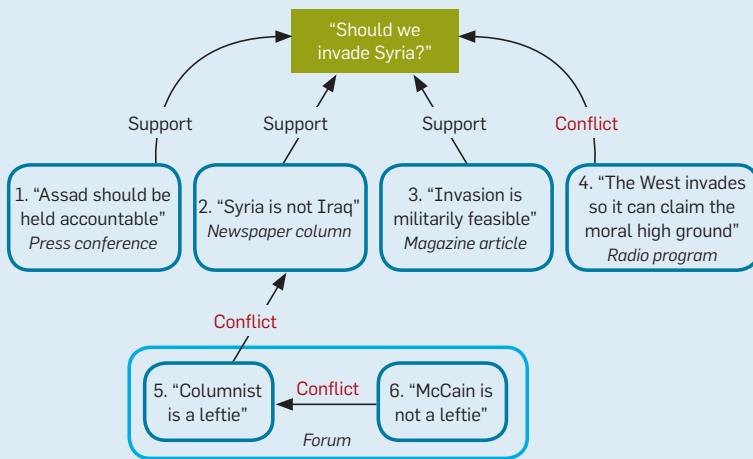 “Should we
invade Syria?”
Support
Support
Support
Conflict
1. “Assad should be
held accountable”
Press conference
2. “Syria is not Iraq”
Newspaper column
3. “Invasion is
militarily feasible”
Magazine article
4. “The West invades
so it can claim the
moral high ground”
Radio program
Conflict
5. “Columnist
is a leftie”
Conflict
6. “McCain is
not a leftie”
Forum